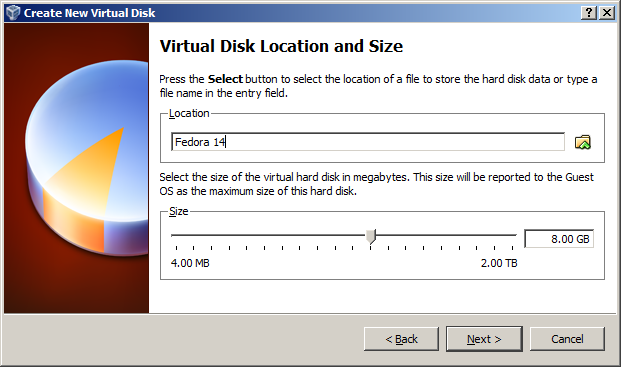 Create New Virtual Disk
Virtual Disk Location and Size
Press the Select button to select the location of a file to store the hard disk data or type a
file name in the entry field.
Location
Fedora 14
Select the size of the virtual hard disk in megabytes. This size will be reported to the Guest
OS as the maximum size of this hard disk.
Size
8.00 GB
4.00 MB 2.00 TB
< Back Next > Cancel